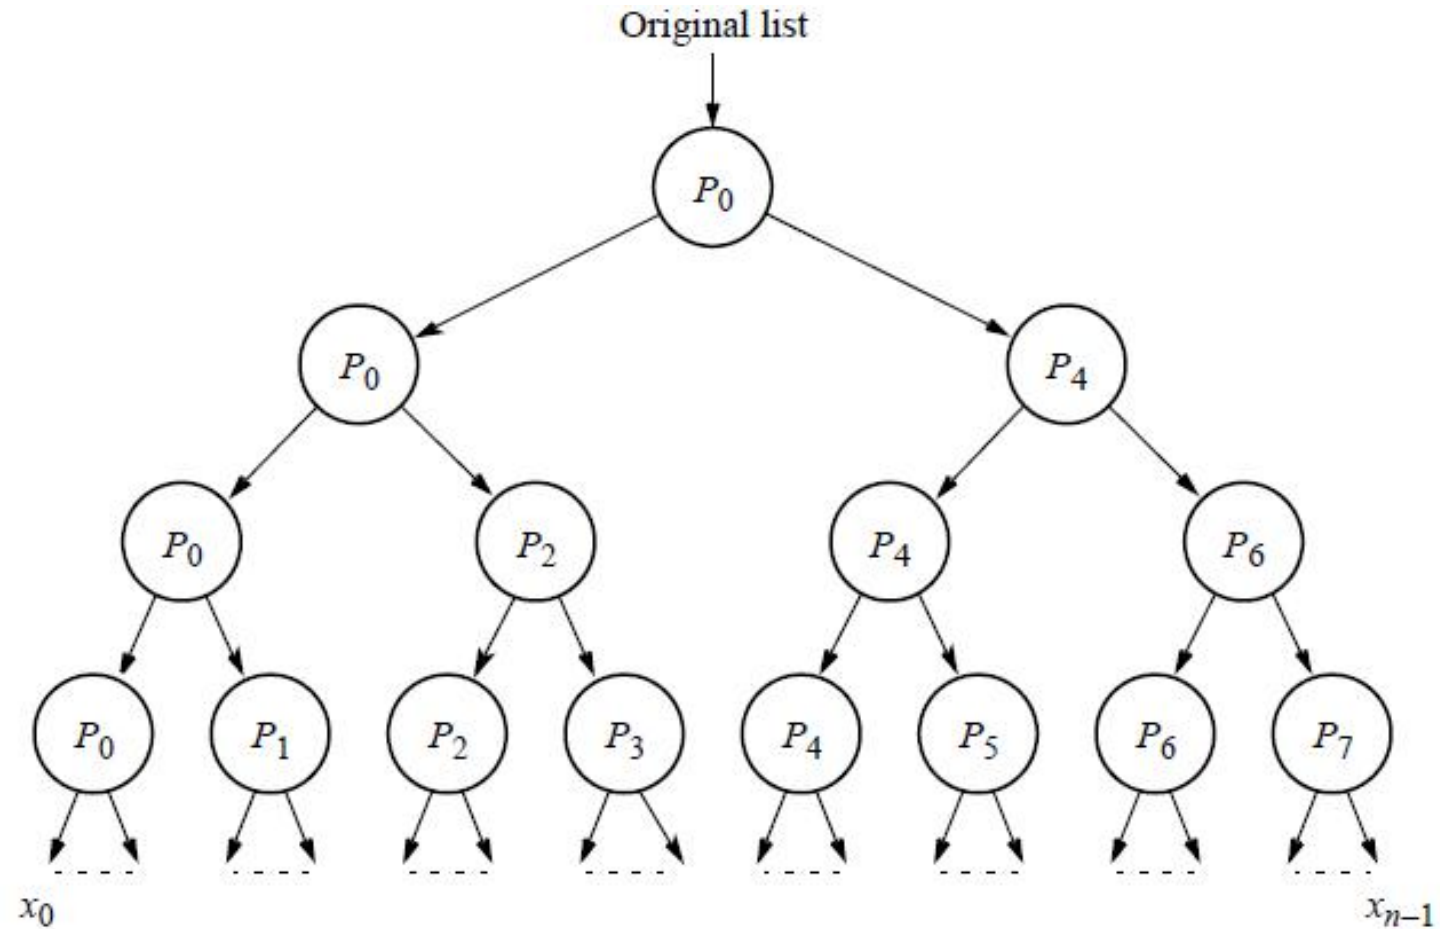 Original list
P0
P0 P4
P0 P2 P4 P6
P0 P1 P2 P3 P4 P5 P6 P7
x0 xn–1